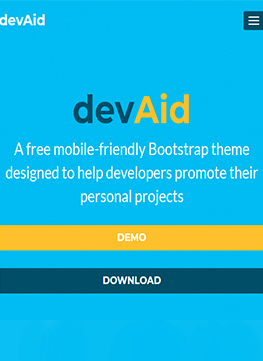 devAid
devAid
A free mobile-friendly Bootstrap theme
designed to help developers promote their
personal projects
DEMO
DOWNLOAD